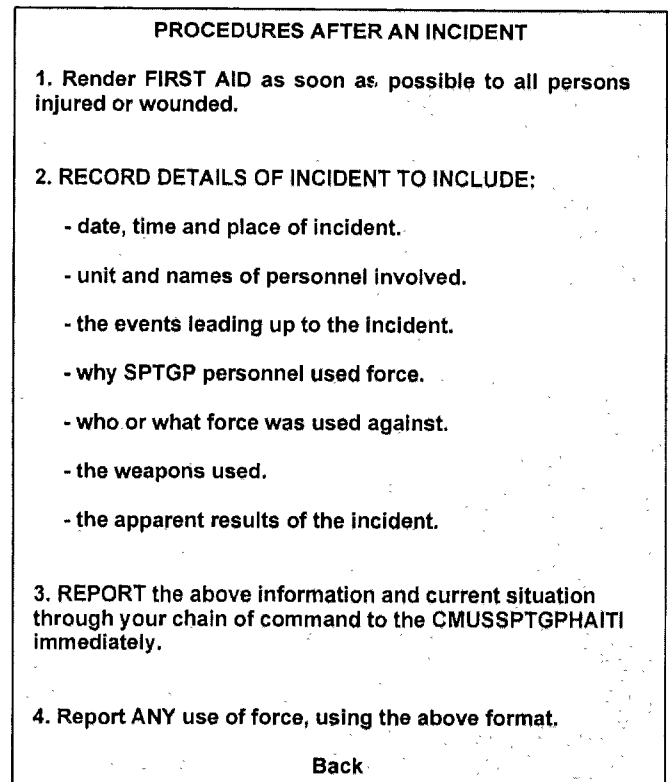 PROCEDURES AFTER AN INCIDENT
1. Render FIRST AID as soon as possible to all persons
injured or wounded.
2. RECORD DETAILS OF INCIDENT TO INCLUDE:
- date, time and place of incident.
- unit and names of personnel involved.
- the events leading up to the incident.
- why SPTGP personnel used force.
- who or what force was used against.
- the weapons used.
- the apparent results of the incident.
3. REPORT the above information and current situation
through your chain of command to the CMUSSPTGPHAITI
immediately.
4. Report ANY use of force, using the above format.
Back